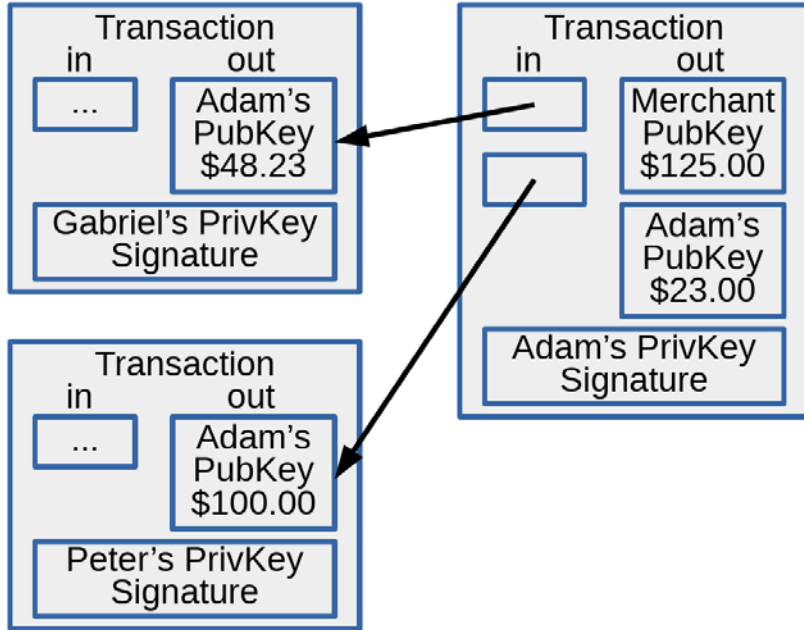 Transaction
in out
...
Adam's
PubKey
$48.23
Gabriel's PrivKey
Signature
Transaction
in out
...
Adam's
PubKey
$100.00
Peter's PrivKey
Signature
Transaction
in out
Merchant
PubKey
$125.00
Adam's
PubKey
$23.00
Adam's PrivKey
Signature